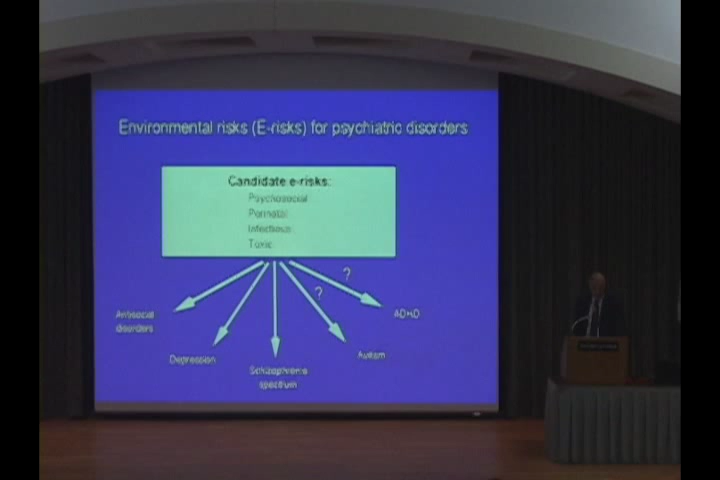 Environmental risks (E-risks) for psychiatric disorders
Candidate e-risks:
Psychosocial
Perinatal
Infectious
Toxic
?
?
Antisocial
disorders
ADHD
Depression
Autism
Schizophrenia
spectrum